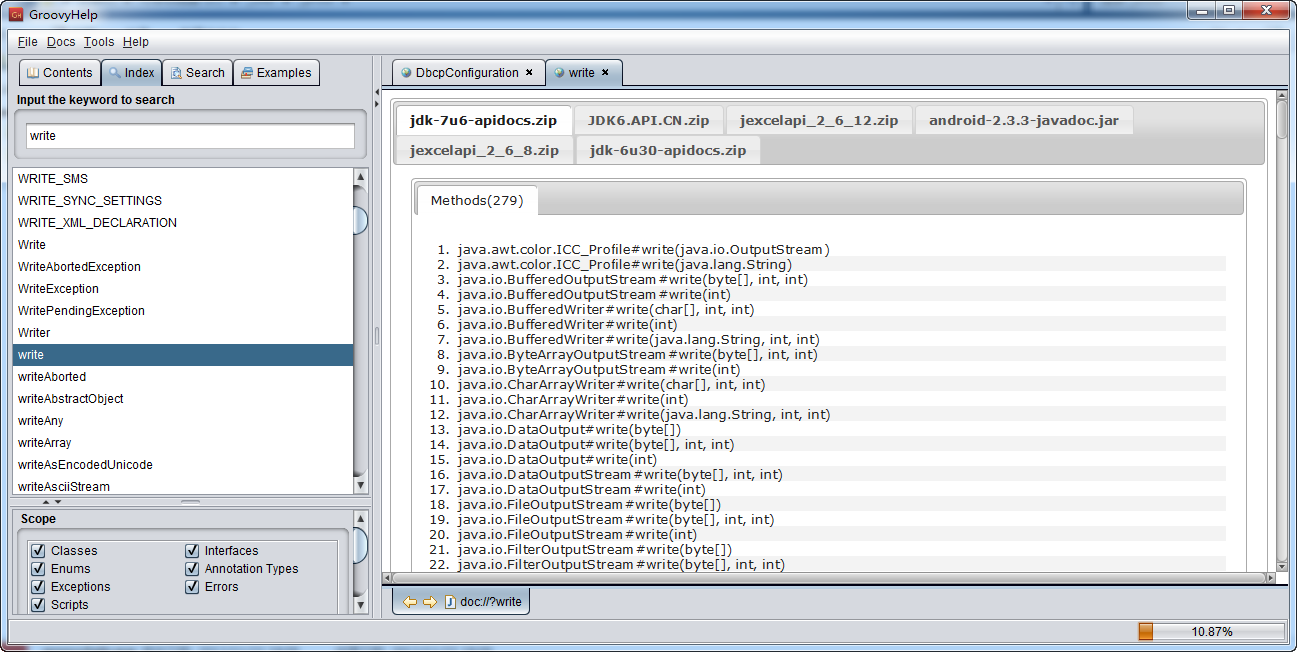 GroovyHelp
File Docs Tools Help
Contents Index Search Examples
Input the keyword to search
write
WRITE_SMS
WRITE_SYNC_SETTINGS
WRITE_XML_DECLARATION
Write
WriteAbortedException
WriteException
WritePendingException
Writer
write
writeAborted
writeAbstractObject
writeAny
writeArray
writeAsEncodedUnicode
writeAsciiStream
Scope
Classes Interfaces
Enums Annotation Types
Exceptions Errors
Scripts
DbcpConfiguration write
jdk-7u6-apidocs.zip JDK6.API.CN.zip jexcelapi_2_6_12.zip android-2.3.3-javadoc.jar
jexcelapi_2_6_8.zip jdk-6u30-apidocs.zip
Methods(279)
1. java.awt.color.ICC_Profile#write(java.io.OutputStream)
2. java.awt.color.ICC_Profile#write(java.lang.String)
3. java.io.BufferedOutputStream#write(byte[], int, int)
4. java.io.BufferedOutputStream#write(int)
5. java.io.BufferedWriter#write(char[], int, int)
6. java.io.BufferedWriter#write(int)
7. java.io.BufferedWriter#write(java.lang.String, int, int)
8. java.io.ByteArrayOutputStream#write(byte[], int, int)
9. java.io.ByteArrayOutputStream#write(int)
10. java.io.CharArrayWriter#write(char[], int, int)
11. java.io.CharArrayWriter#write(int)
12. java.io.CharArrayWriter#write(java.lang.String, int, int)
13. java.io.DataOutput#write(byte[])
14. java.io.DataOutput#write(byte[], int, int)
15. java.io.DataOutput#write(int)
16. java.io.DataOutputStream#write(byte[], int, int)
17. java.io.DataOutputStream#write(int)
18. java.io.FileOutputStream#write(byte[])
19. java.io.FileOutputStream#write(byte[], int, int)
20. java.io.FileOutputStream#write(int)
21. java.io.FilterOutputStream#write(byte[])
22. java.io.FilterOutputStream#write(byte[], int, int)
doc://?write
10.87%